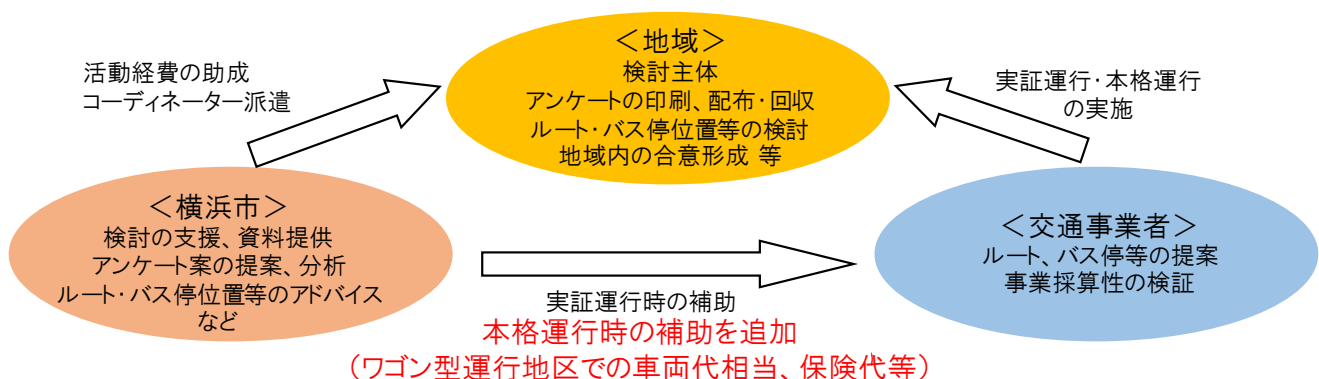 ＜地域＞
検討主体
アンケートの印刷、配布・回収
ルート・バス停位置等の検討
地域内の合意形成 等
活動経費の助成
コーディネーター派遣
実証運行・本格運行
の実施
＜横浜市＞
検討の支援、資料提供
アンケート案の提案、分析
ルート・バス停位置等のアドバイス
など
＜交通事業者＞
ルート、バス停等の提案
事業採算性の検証
実証運行時の補助
本格運行時の補助を追加
（ワゴン型運行地区での車両代相当、保険代等）